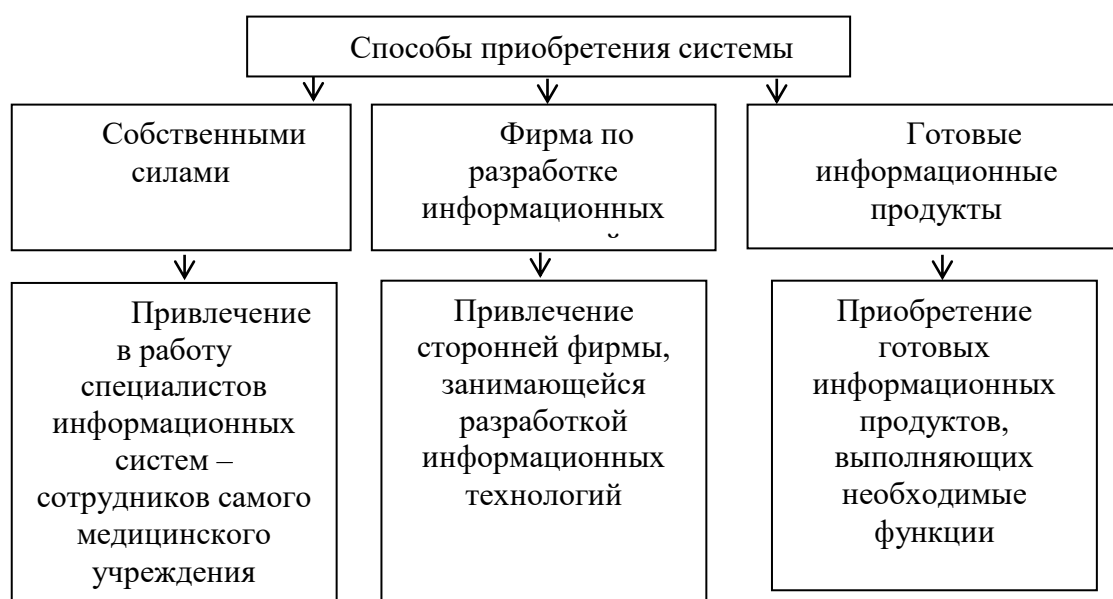 Способы приобретения системы
Собственными
силами
Фирма по
разработке
информационных
Готовые
информационные
продукты
Привлечение
в работу
специалистов
информационных
систем –
сотрудников самого
медицинского
учреждения
Привлечение
сторонней фирмы,
занимающейся
разработкой
информационных
технологий
Приобретение
готовых
информационных
продуктов,
выполняющих
необходимые
функции